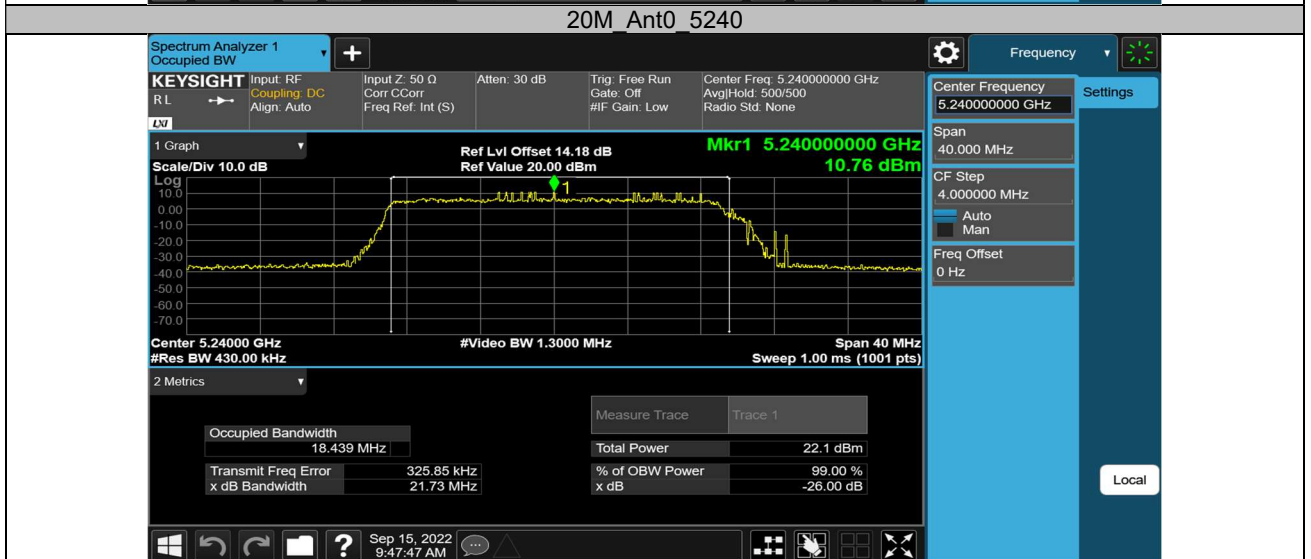 20M_Ant0_5240
Spectrum Analyzer 1
Occupied BW
KEYSIGHT
R L
LXI
Input: RF
Coupling: DC
Align: Auto
Input Z: 50 Ω
Corr CCorr
Freq Ref: Int (S)
Atten: 30 dB
Trig: Free Run
Gate: Off
#IF Gain: Low
Center Freq: 5.240000000 GHz
Avg|Hold: 500/500
Radio Std: None
1 Graph
Scale/Div 10.0 dB
Ref Lvl Offset 14.18 dB
Ref Value 20.00 dBm
Mkr1 5.240000000 GHz
10.76 dBm
Log
10.0
0.00
-10.0
-20.0
-30.0
-40.0
-50.0
-60.0
-70.0
1
Center 5.24000 GHz
#Video BW 1.3000 MHz
Span 40 MHz
#Res BW 430.00 kHz
Sweep 1.00 ms (1001 pts)
2 Metrics
Measure Trace Trace 1
Occupied Bandwidth
18.439 MHz
Total Power 22.1 dBm
Transmit Freq Error 325.85 kHz
% of OBW Power 99.00 %
x dB Bandwidth 21.73 MHz
x dB -26.00 dB
?
Sep 15, 2022
9:47:47 AM
Frequency
Center Frequency
5.240000000 GHz
Settings
Span
40.000 MHz
CF Step
4.000000 MHz
Auto
Man
Freq Offset
0 Hz
Local